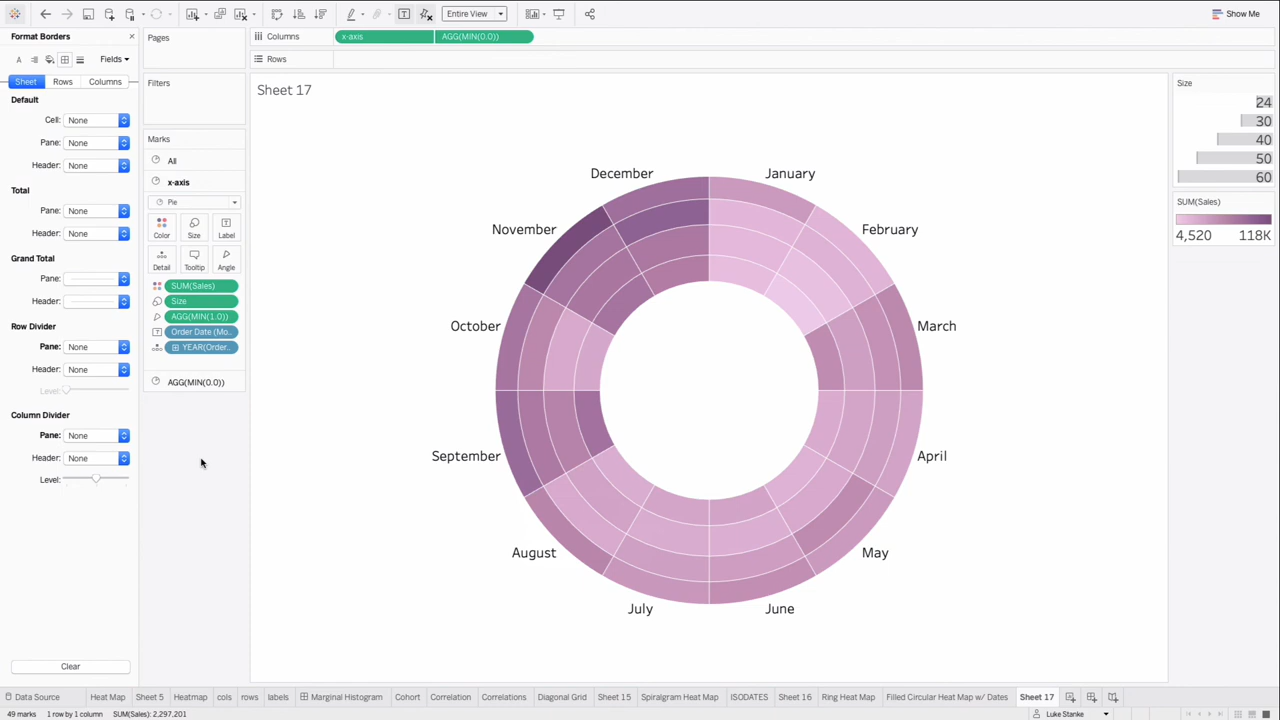 Entire View
Show Me
Format Borders
Fields
Sheet
Rows
Columns
Default
Cell: None
Pane: None
Header: None
Total
Pane: None
Header: None
Grand Total
Pane:
Header:
Row Divider
Pane: None
Header: None
Level:
Column Divider
Pane: None
Header: None
Level:
Clear
Pages
Filters
Marks
All
x-axis
Pie
Color
Size
Label
Detail
Tooltip
Angle
SUM(Sales)
Size
AGG(MIN(1.0))
Order Date (Mo..
YEAR(Order..
AGG(MIN(0.0))
Columns
x-axis
AGG(MIN(0.0))
Rows
Sheet 17
December
January
November
February
October
March
September
April
August
May
July
June
Size
24
30
40
50
60
SUM(Sales)
4,520
118K
Data Source
Heat Map
Sheet 5
Heatmap
cols
rows
labels
Marginal Histogram
Cohort
Correlation
Correlations
Diagonal Grid
Sheet 15
Spiralgram Heat Map
ISODATES
Sheet 16
Ring Heat Map
Filled Circular Heat Map w/ Dates
Sheet 17
49 marks
1 row by 1 column
SUM(Sales): 2,297,201
Luke Stanke